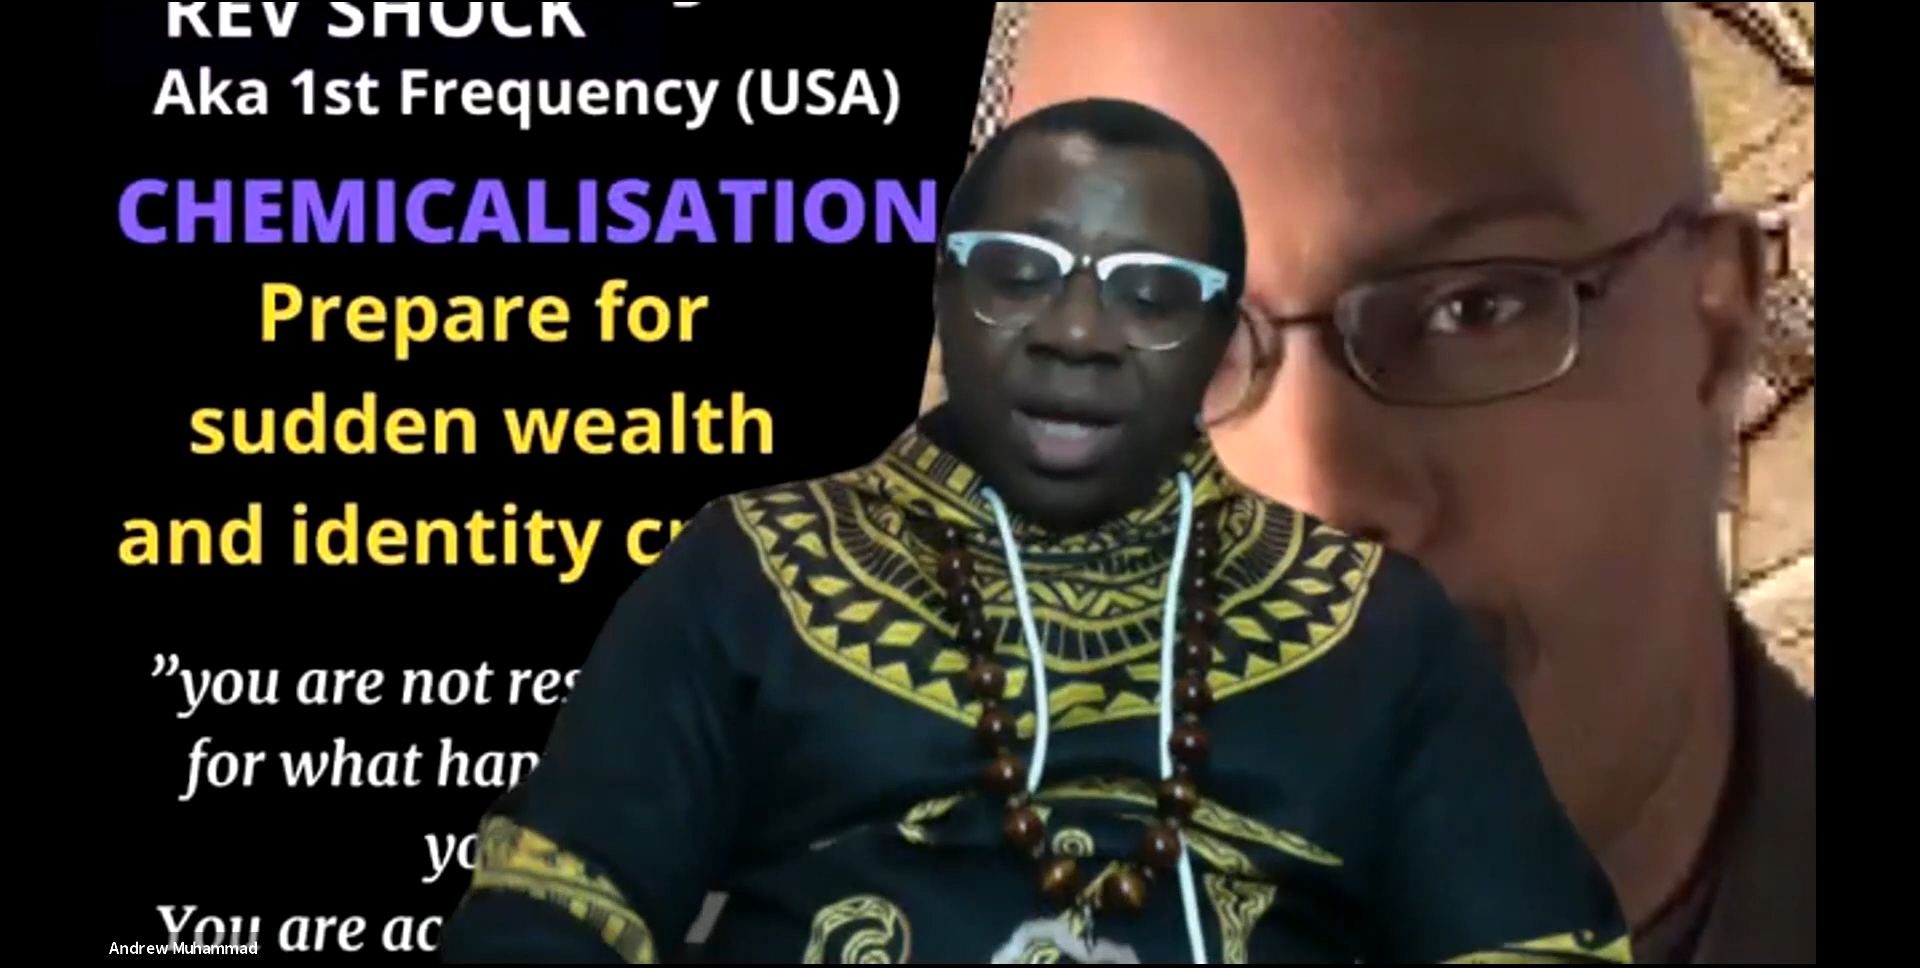 REV SHOCK
Aka 1st Frequency (USA)
CHEMICALISATION
Prepare for
sudden wealth
and identity
”you are not
for what
You are
Andrew Muhammad